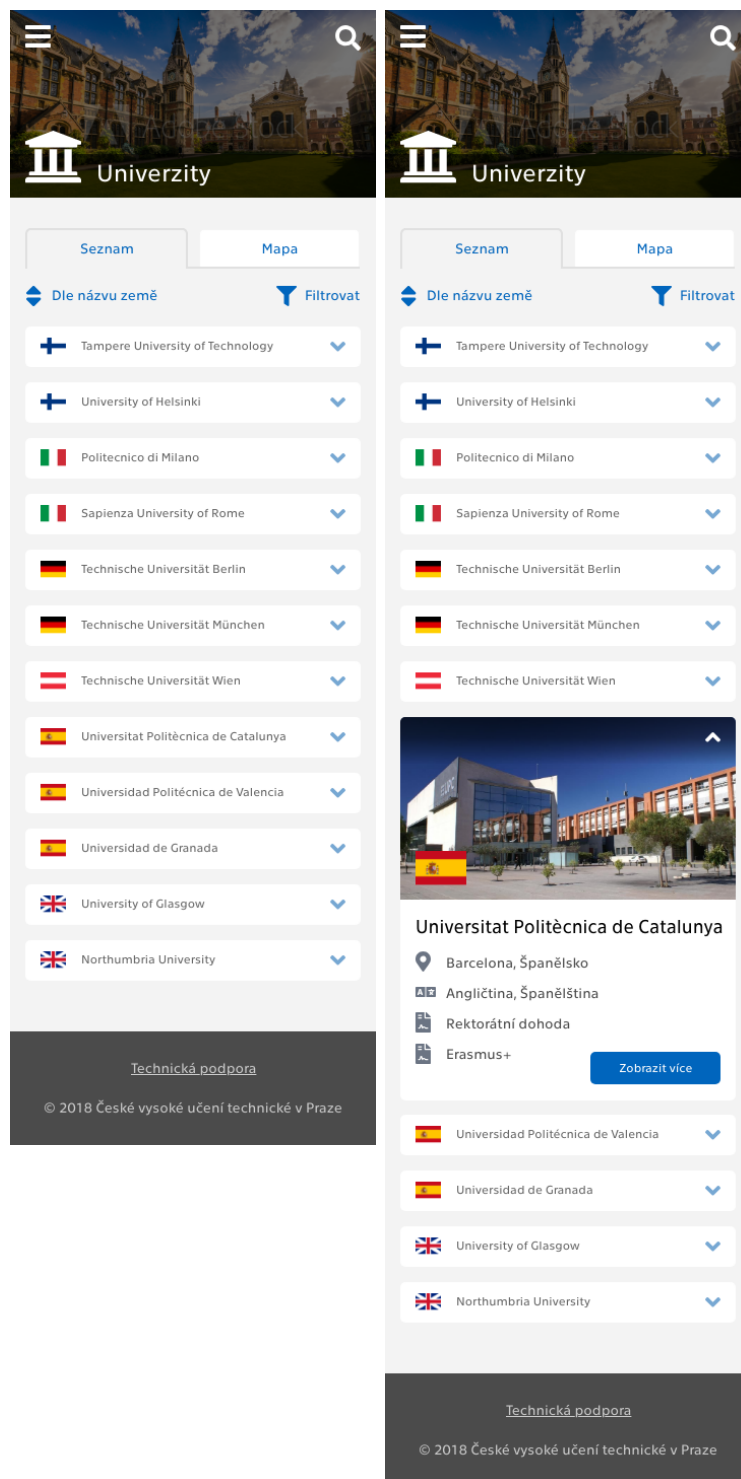 Univerzity
Seznam
Mapa
Dle názvu země
Filtrovat
Tampere University of Technology
University of Helsinki
Politecnico di Milano
Sapienza University of Rome
Technische Universität Berlin
Technische Universität München
Technische Universität Wien
Universitat Politècnica de Catalunya
Universidad Politécnica de Valencia
Universidad de Granada
University of Glasgow
Northumbria University
Technická podpora
© 2018 České vysoké učení technické v Praze
Univerzity
Seznam
Mapa
Dle názvu země
Filtrovat
Tampere University of Technology
University of Helsinki
Politecnico di Milano
Sapienza University of Rome
Technische Universität Berlin
Technische Universität München
Technische Universität Wien
UPC
Universitat Politècnica de Catalunya
Barcelona, Španělsko
Angličtina, Španělština
Rektorátní dohoda
Erasmus+
Zobrazit více
Universidad Politécnica de Valencia
Universidad de Granada
University of Glasgow
Northumbria University
Technická podpora
© 2018 České vysoké učení technické v Praze